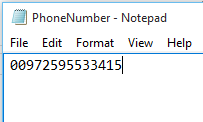 PhoneNumber - Notepad
File Edit Format View Help
00972595533415